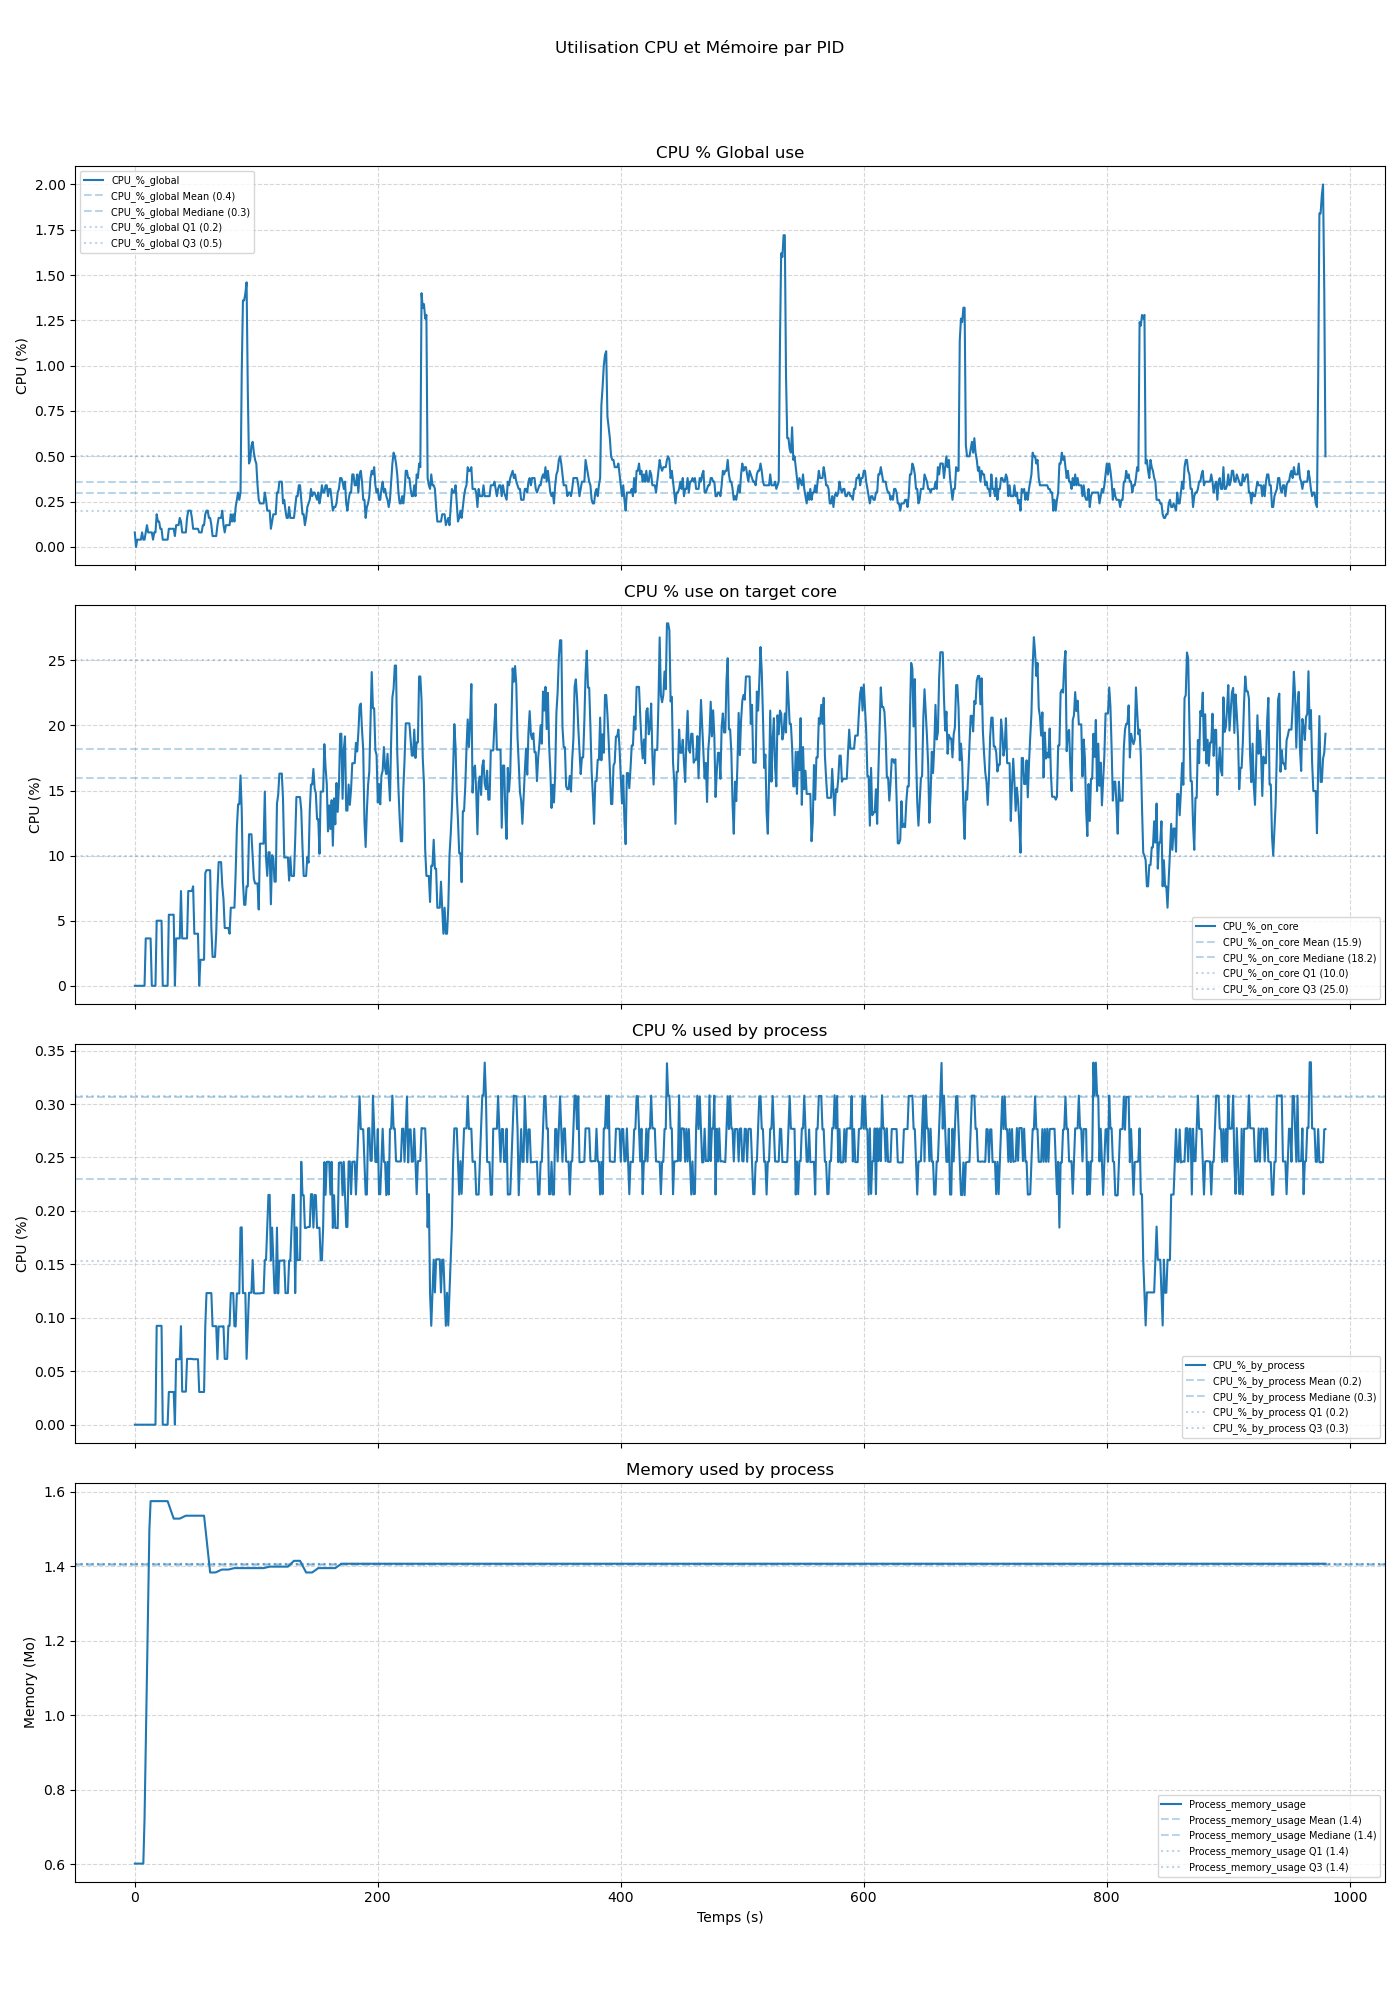 Utilisation CPU et Mémoire par PID
CPU % Global use
CPU_%_global
CPU_%_global Mean (0.4)
CPU_%_global Mediane (0.3)
CPU_%_global Q1 (0.2)
CPU_%_global Q3 (0.5)
2.00
1.75
1.50
1.25
1.00
0.75
0.50
0.25
0.00
CPU (%)
CPU % use on target core
25
20
15
10
5
0
CPU (%)
CPU_%_on_core
CPU_%_on_core Mean (15.9)
CPU_%_on_core Mediane (18.2)
CPU_%_on_core Q1 (10.0)
CPU_%_on_core Q3 (25.0)
CPU % used by process
0.35
0.30
0.25
0.20
0.15
0.10
0.05
0.00
CPU (%)
CPU_%_by_process
CPU_%_by_process Mean (0.2)
CPU_%_by_process Mediane (0.3)
CPU_%_by_process Q1 (0.2)
CPU_%_by_process Q3 (0.3)
Memory used by process
1.6
1.4
1.2
1.0
0.8
0.6
Memory (Mo)
Process_memory_usage
Process_memory_usage Mean (1.4)
Process_memory_usage Mediane (1.4)
Process_memory_usage Q1 (1.4)
Process_memory_usage Q3 (1.4)
0 200 400 600 800 1000
Temps (s)